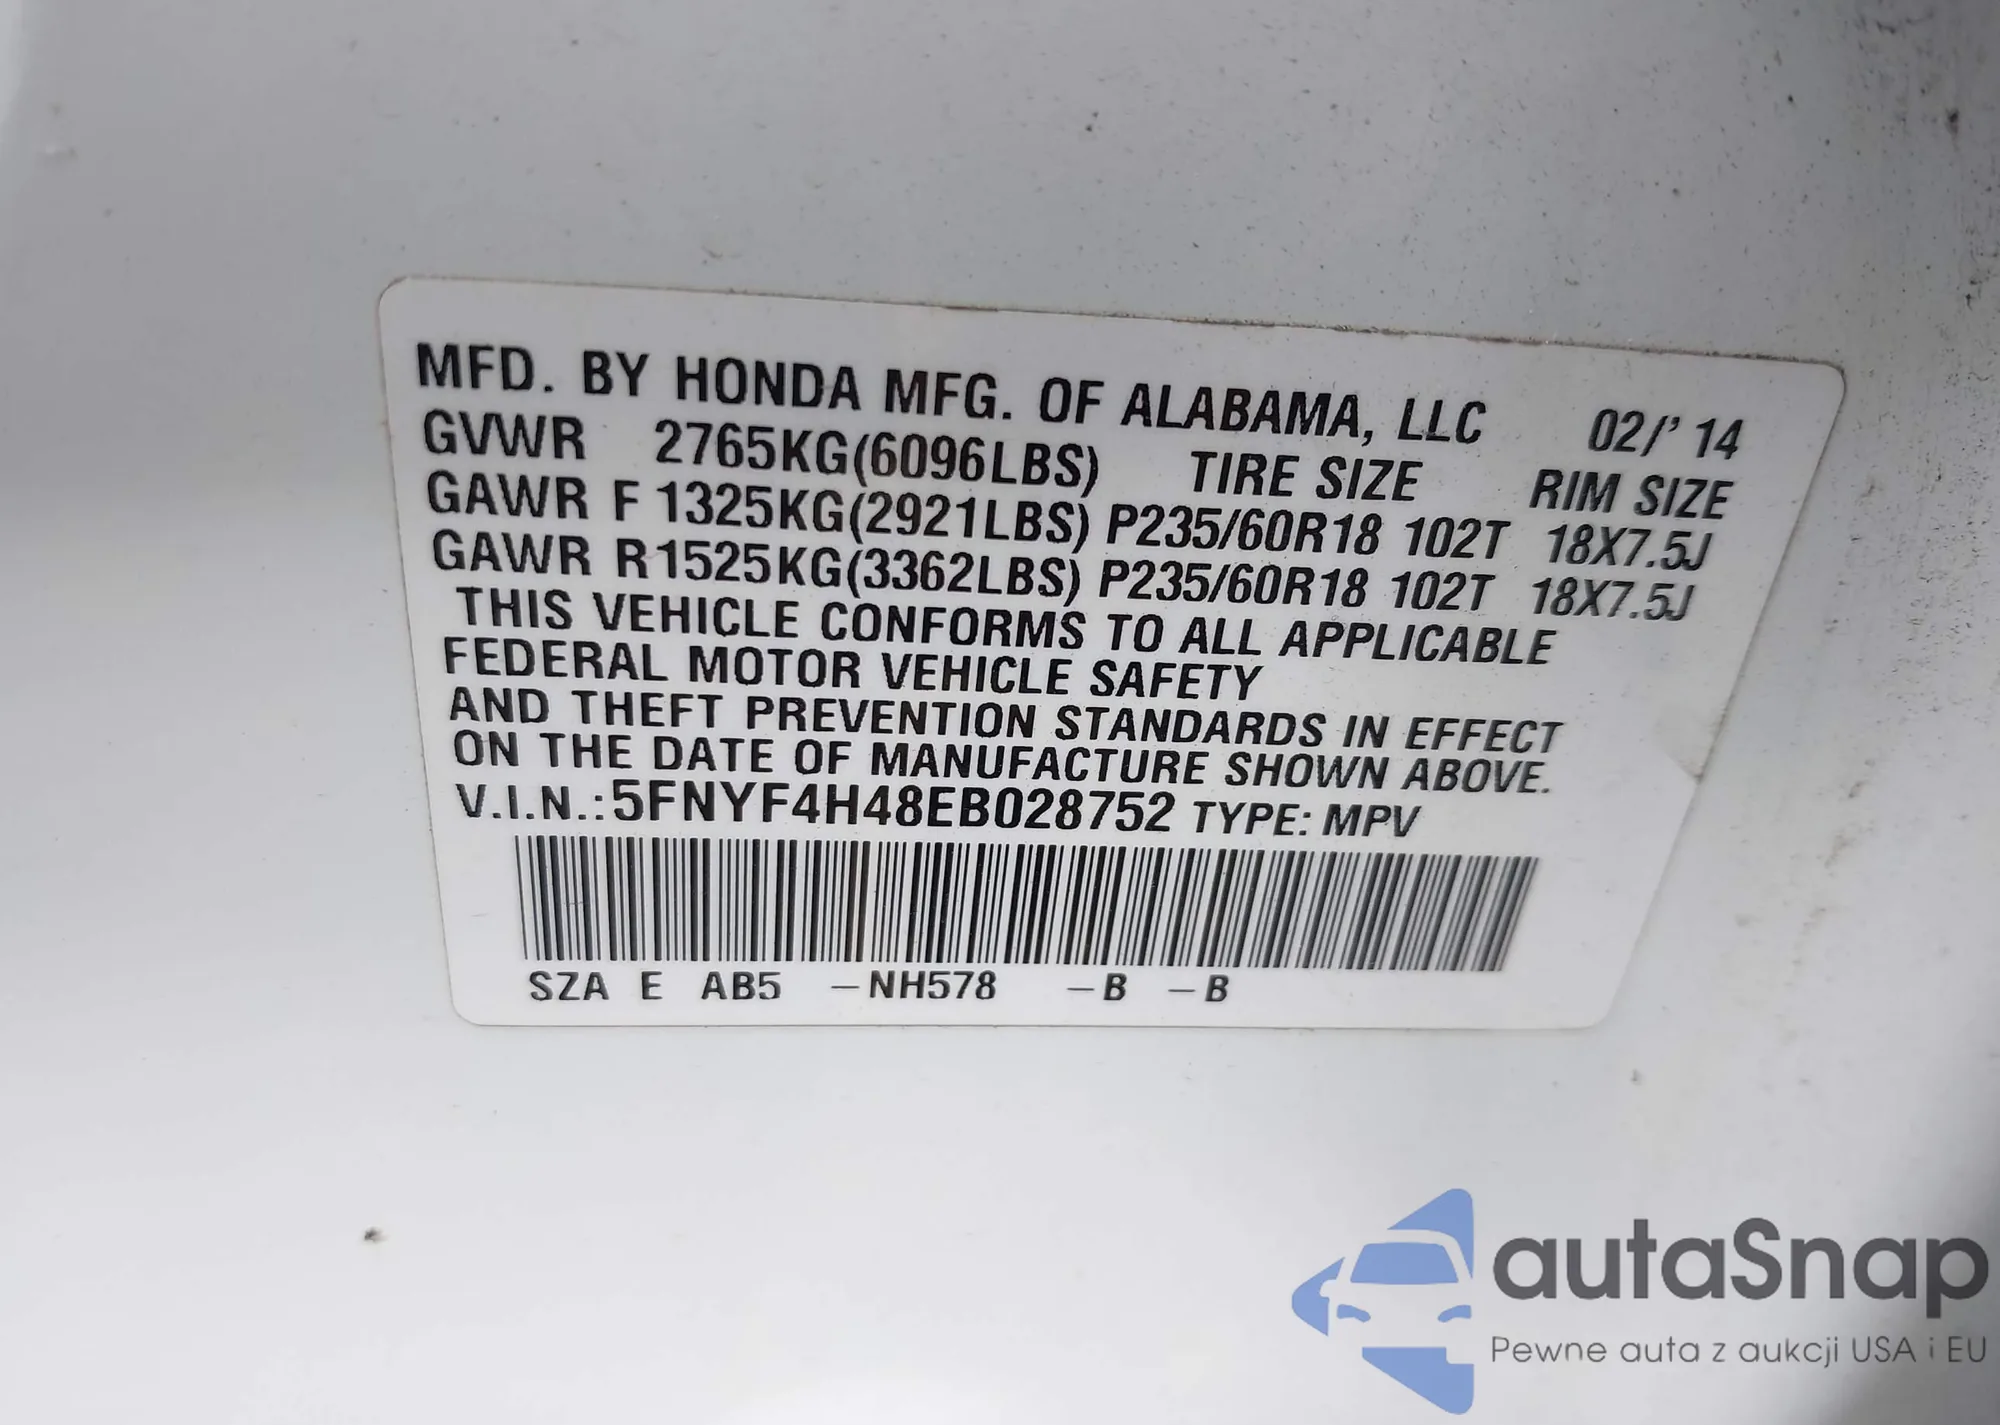 MFD. BY HONDA MFG. OF ALABAMA, LLC 02/' 14
GVWR 2765KG(6096LBS) TIRE SIZE RIM SIZE
GAWR F 1325KG(2921LBS) P235/60R18 102T 18X7.5J
GAWR R1525KG(3362LBS) P235/60R18 102T 18X7.5J
THIS VEHICLE CONFORMS TO ALL APPLICABLE
FEDERAL MOTOR VEHICLE SAFETY
AND THEFT PREVENTION STANDARDS IN EFFECT
ON THE DATE OF MANUFACTURE SHOWN ABOVE.
V.I.N.: 5FNYF4H48EB028752 TYPE: MPV
SZA E AB5 –NH578 –B –B
autaSnap
Pewne auta z aukcji USA i EU